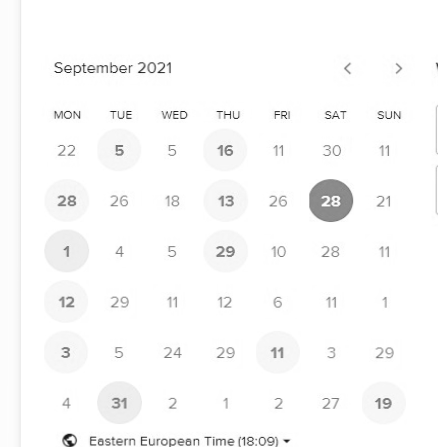 September 2021
MON TUE WED THU FRI SAT SUN
22 5 5 16 11 30 11
28 26 18 13 26 28 21
1 4 5 29 10 28 11
12 29 11 12 6 11 1
3 5 24 29 11 3 29
4 31 2 1 2 27 19
Eastern European Time (18:09)